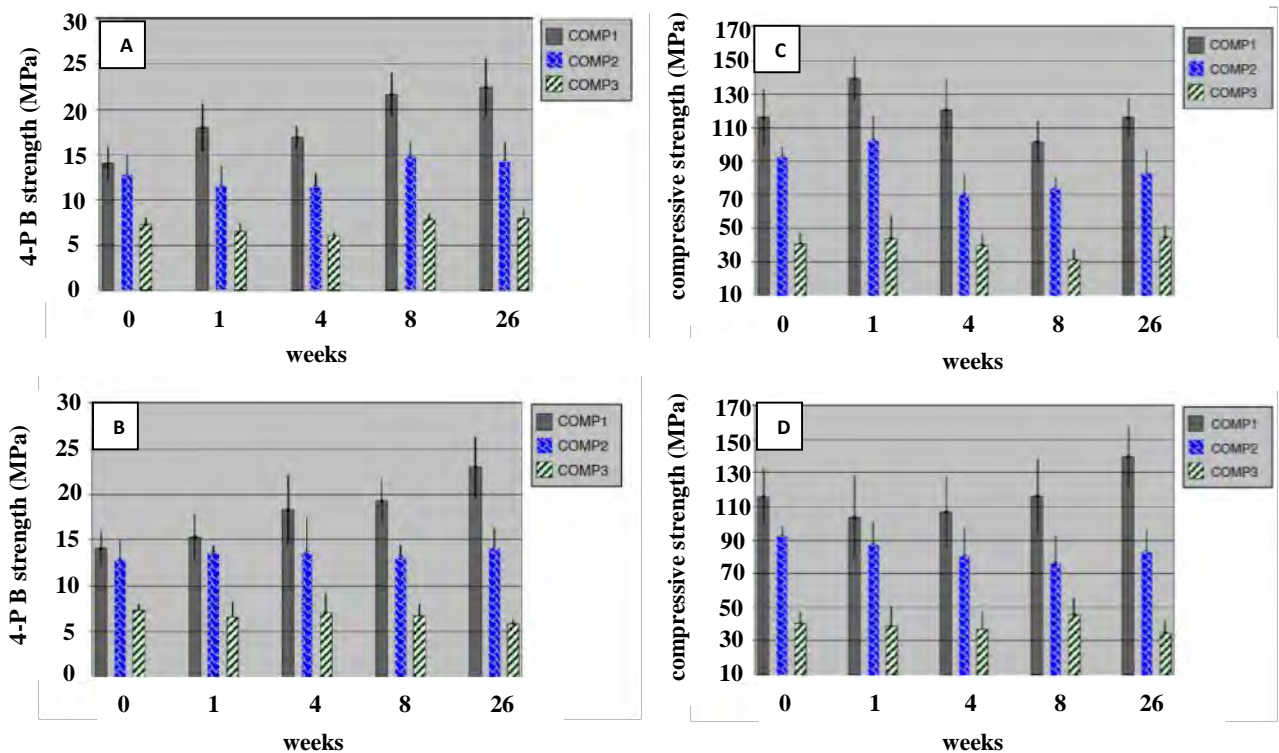 A
4-P B strength (MPa)
30
25
20
15
10
5
0
0 1 4 8 26
weeks
COMP1
COMP2
COMP3
C
compressive strength (MPa)
170
150
130
110
90
70
50
30
10
0 1 4 8 26
weeks
COMP1
COMP2
COMP3
B
4-P B strength (MPa)
30
25
20
15
10
5
0
0 1 4 8 26
weeks
COMP1
COMP2
COMP3
D
compressive strength (MPa)
170
150
130
110
90
70
50
30
10
0 1 4 8 26
weeks
COMP1
COMP2
COMP3